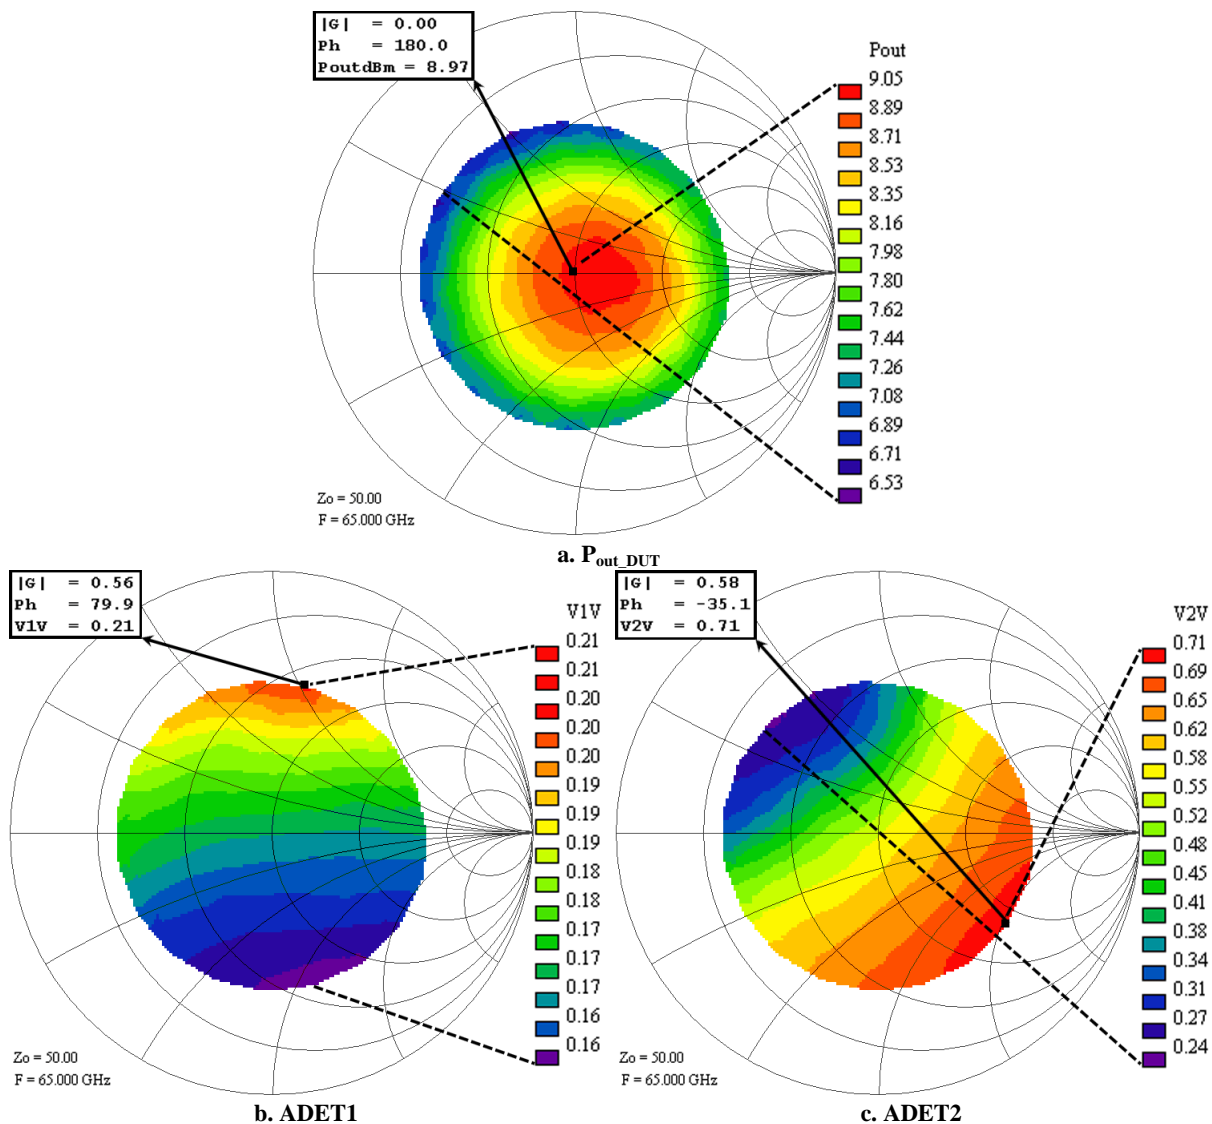 |G| = 0.00
Ph = 180.0
PoutdBm = 8.97
Pout
9.05
8.89
8.71
8.53
8.35
8.16
7.98
7.80
7.62
7.44
7.26
7.08
6.89
6.71
6.53
Zo = 50.00
F = 65.000 GHz
a. Pout_DUT
|G| = 0.56
Ph = 79.9
V1V = 0.21
V1V
0.21
0.21
0.20
0.20
0.20
0.19
0.19
0.19
0.18
0.18
0.17
0.17
0.17
0.16
0.16
Zo = 50.00
F = 65.000 GHz
b. ADET1
|G| = 0.58
Ph = -35.1
V2V = 0.71
V2V
0.71
0.69
0.65
0.62
0.58
0.55
0.52
0.48
0.45
0.41
0.38
0.34
0.31
0.27
0.24
Zo = 50.00
F = 65.000 GHz
c. ADET2